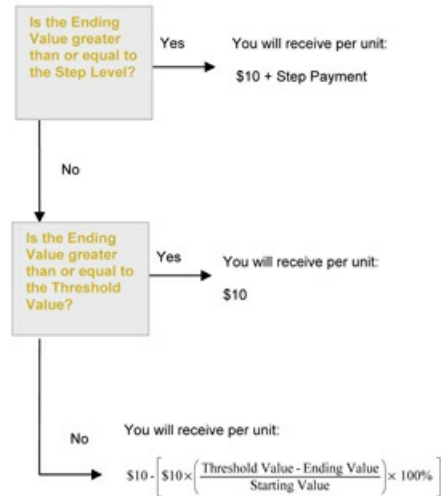 Is the Ending
Value greater
than or equal to
the Step Level?
Yes
You will receive per unit:
$10 + Step Payment
No
Is the Ending
Value greater
than or equal to
the Threshold
Value?
Yes
You will receive per unit:
$10
No
You will receive per unit:
$10 - [ $10 × ( Threshold Value - Ending Value / Starting Value ) × 100% ]